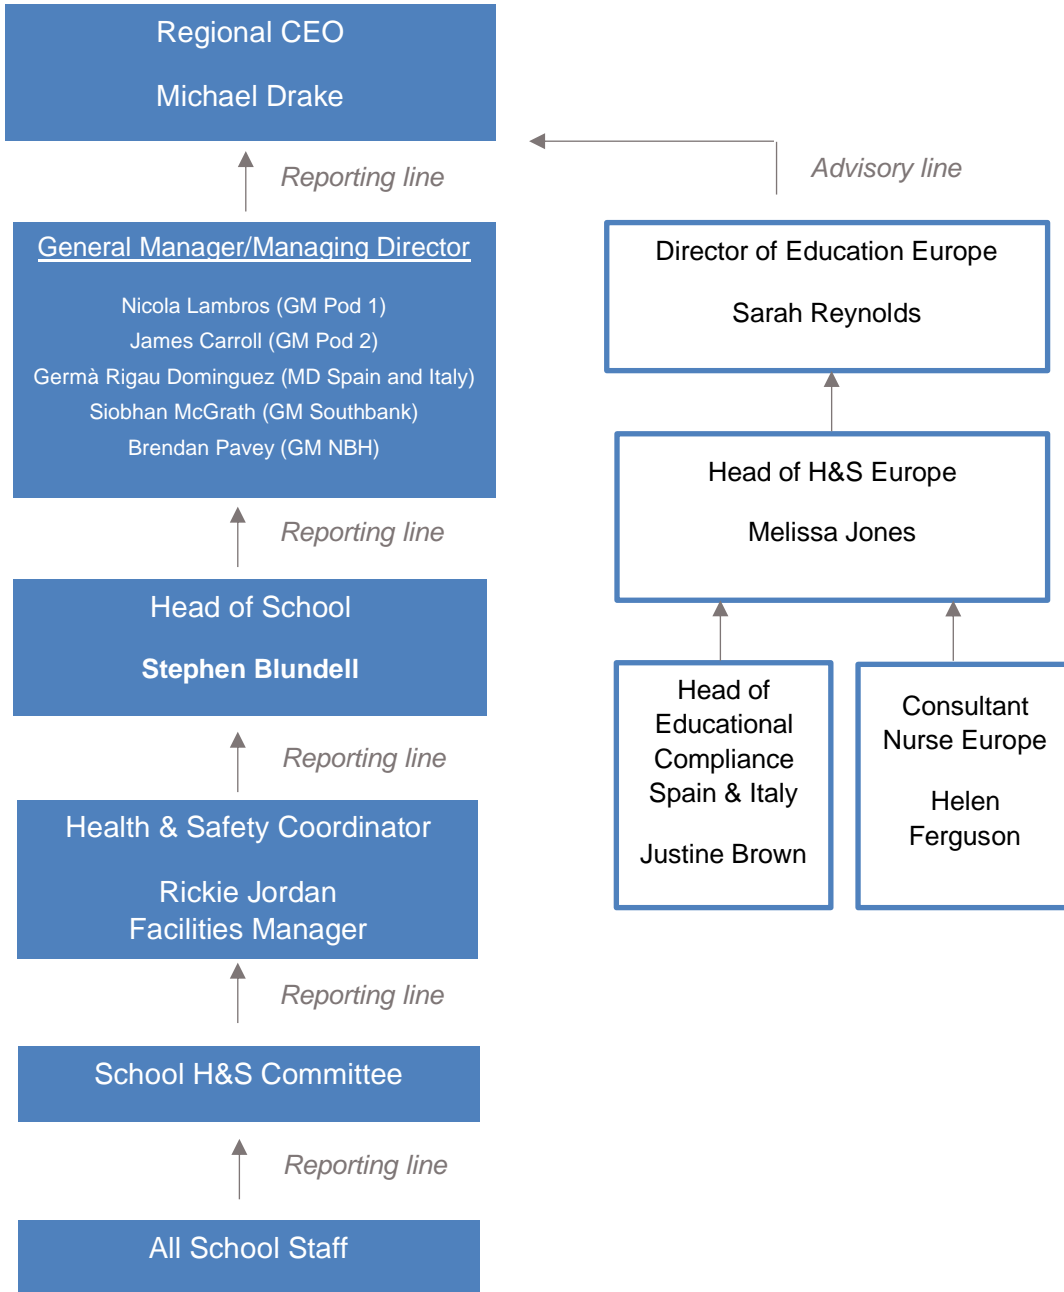 Regional CEO
Michael Drake
Reporting line
General Manager/Managing Director
Nicola Lambros (GM Pod 1)
James Carroll (GM Pod 2)
Germà Rigau Dominguez (MD Spain and Italy)
Siobhan McGrath (GM Southbank)
Brendan Pavey (GM NBH)
Reporting line
Head of School
Stephen Blundell
Reporting line
Health & Safety Coordinator
Rickie Jordan
Facilities Manager
Reporting line
School H&S Committee
Reporting line
All School Staff
Advisory line
Director of Education Europe
Sarah Reynolds
Head of H&S Europe
Melissa Jones
Head of
Educational
Compliance
Spain & Italy
Justine Brown
Consultant
Nurse Europe
Helen
Ferguson